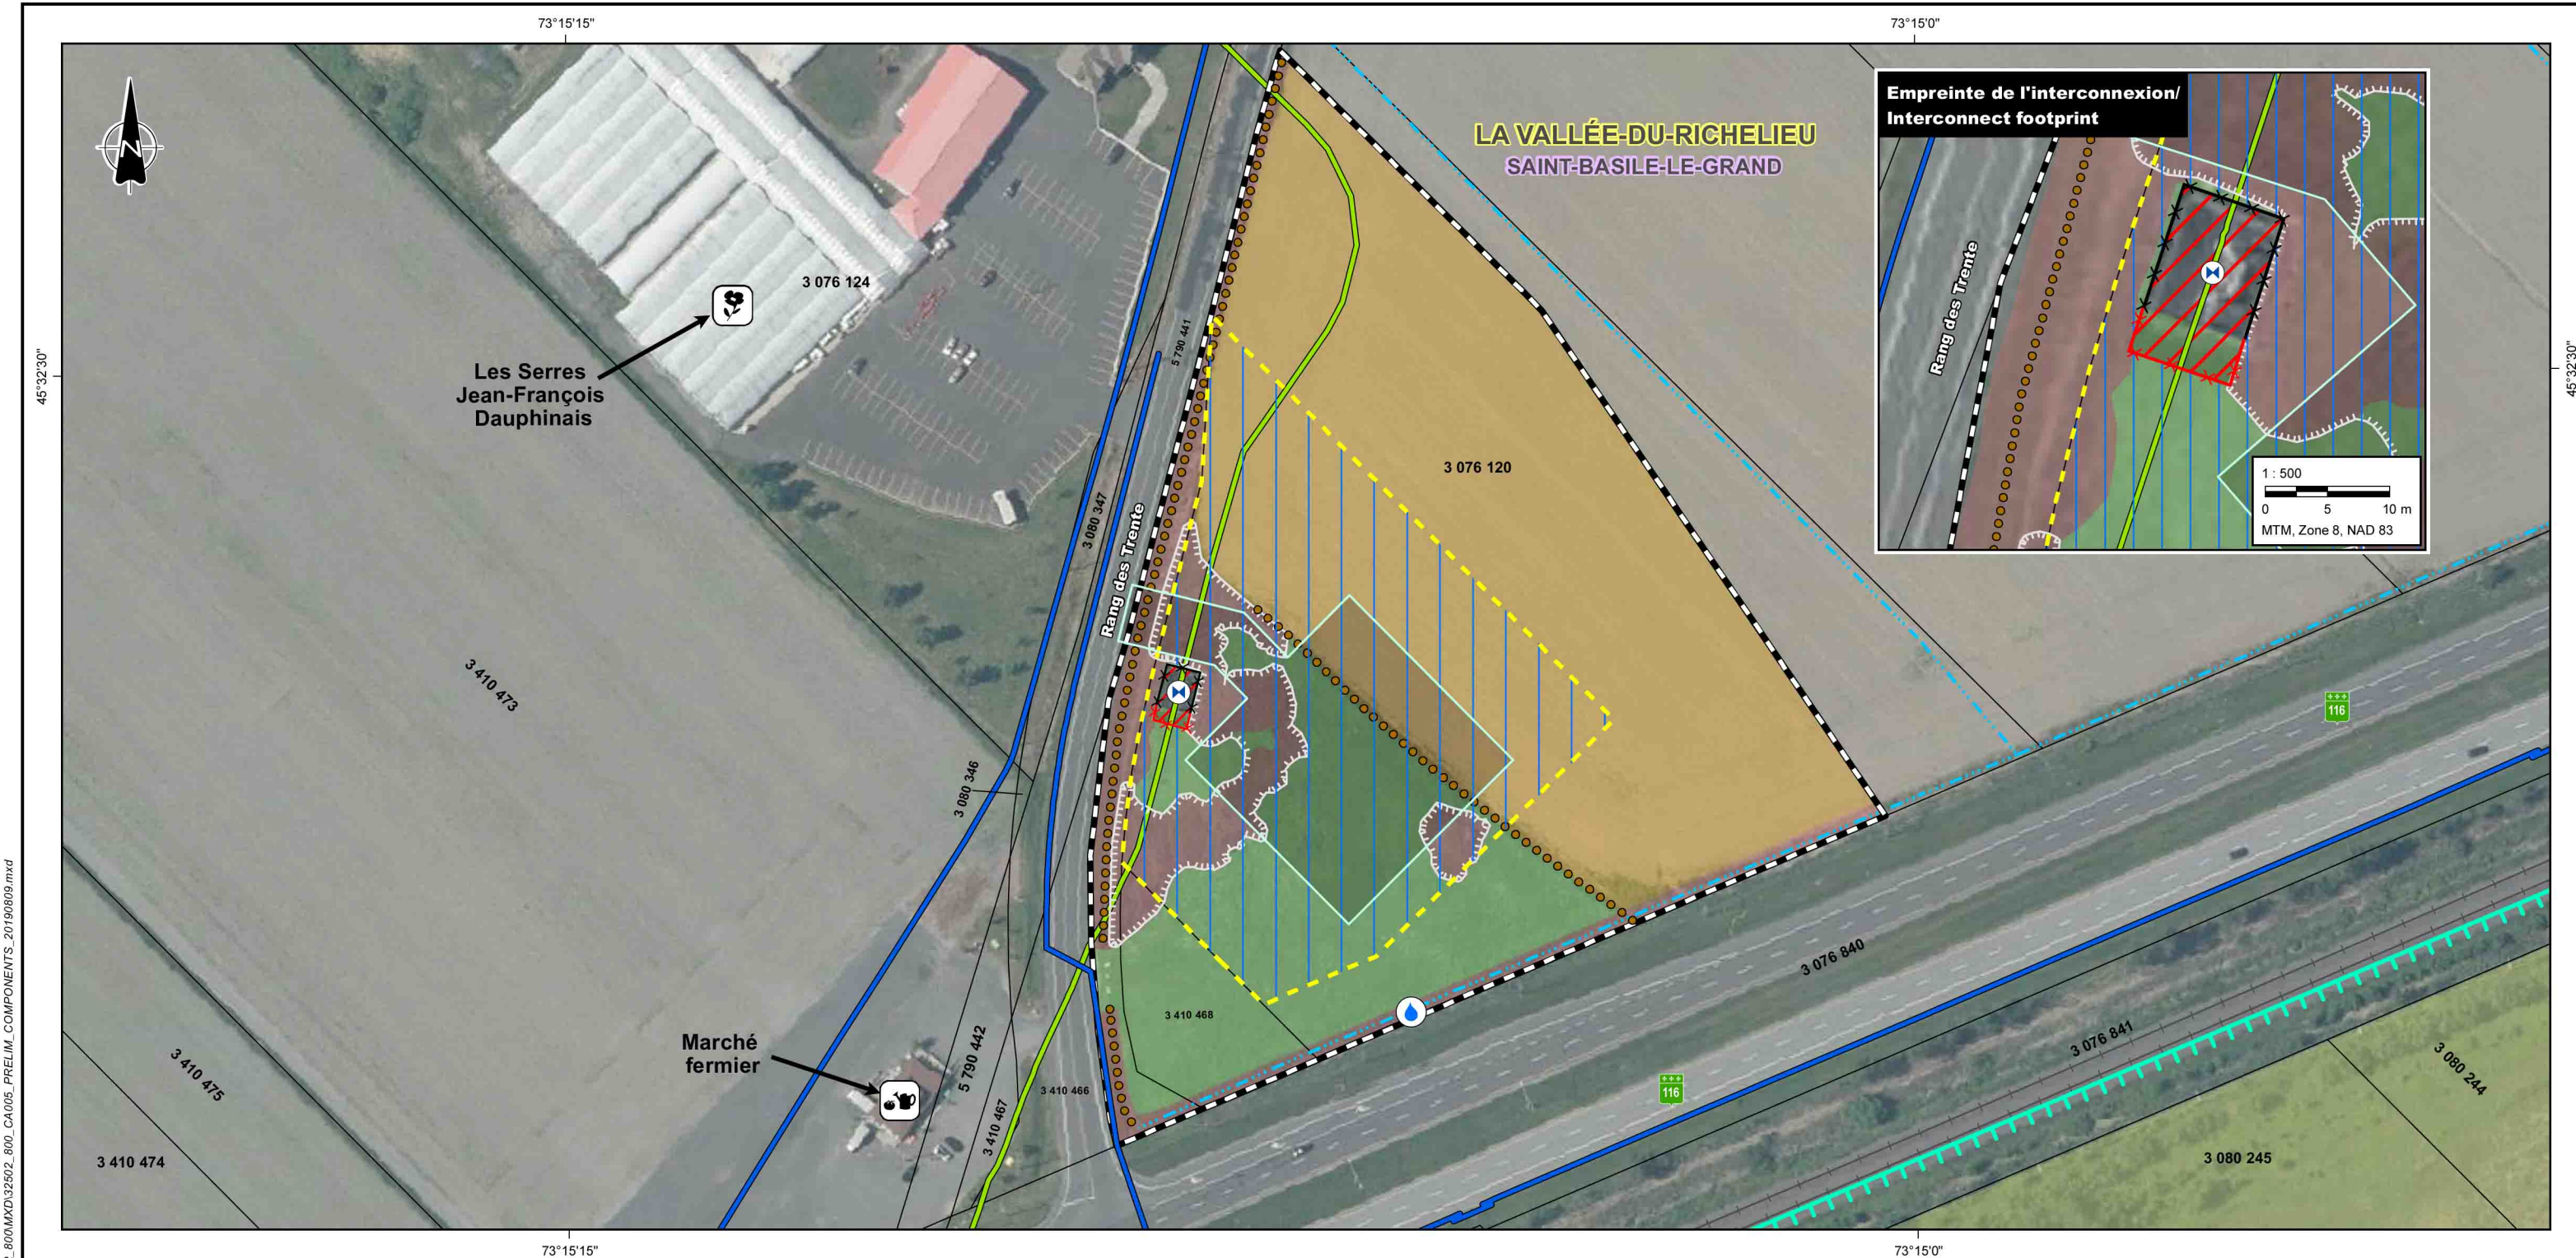 73°15'15"
73°15'0"
Empreinte de l'interconnexion/
Interconnect footprint
LA VALLÉE-DU-RICHELIEU
SAINT-BASILE-LE-GRAND
N
3 076 124
Rang des Trente
5 790 441
45°32'30"
45°32'30"
Les Serres
Jean-François
Dauphinais
3 076 120
1 : 500
0 5 10 m
MTM, Zone 8, NAD 83
3 080 347
Rang des Trente
3 410 473
116
3 080 346
3 076 840
3 410 468
Marché
fermier
5 790 442
3 076 841
3 080 244
3 410 475
3 410 466
116
3 410 467
3 410 474
3 080 245
73°15'15"
73°15'0"
_800\MXD\32502_800_CA005_PRELIM_COMPONENTS_20190809.mxd